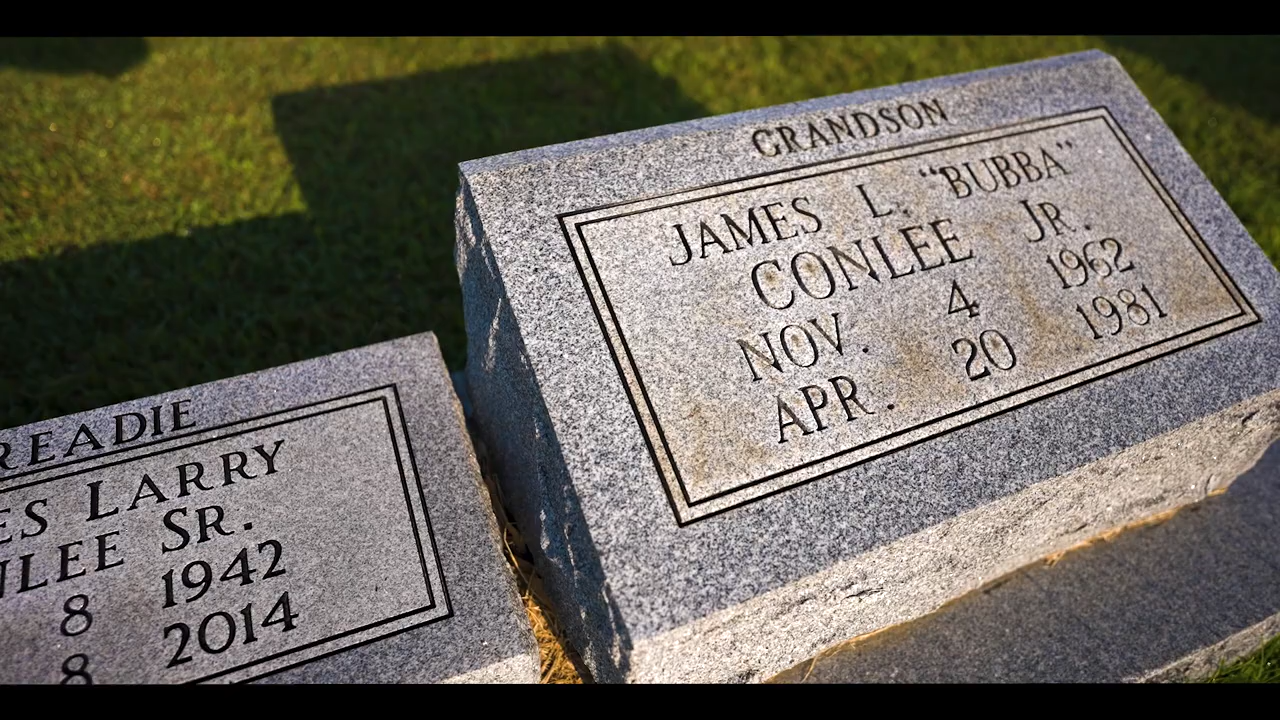 GRANDSON
JAMES L. "BUBBA"
CONLEE JR.
NOV. 4 1962
APR. 20 1981
READIE
ES LARRY
NLEE SR.
8 1942
8 2014